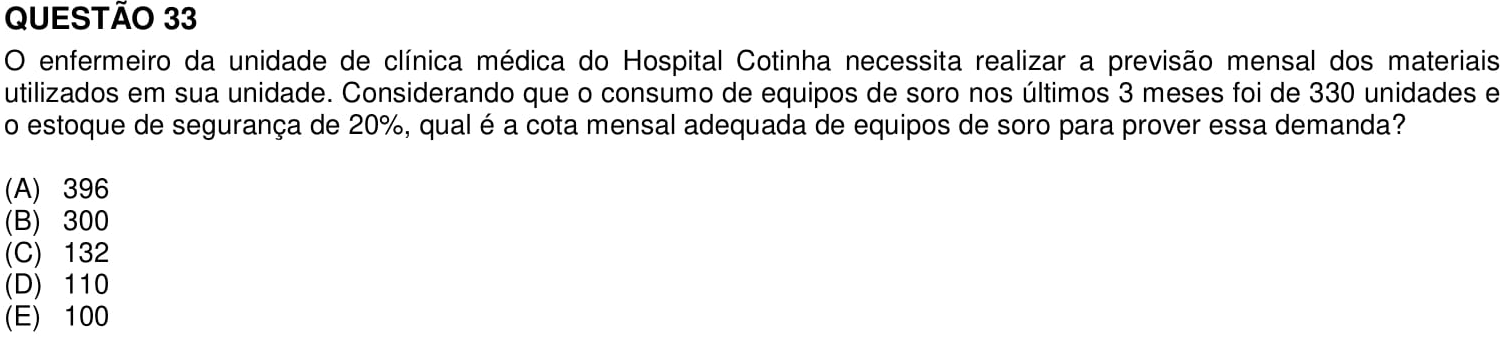 QUESTÃO 33
O enfermeiro da unidade de clínica médica do Hospital Cotinha necessita realizar a previsão mensal dos materiais
utilizados em sua unidade. Considerando que o consumo de equipos de soro nos últimos 3 meses foi de 330 unidades e
o estoque de segurança de 20%, qual é a cota mensal adequada de equipos de soro para prover essa demanda?
(A) 396
(B) 300
(C) 132
(D) 110
(E) 100